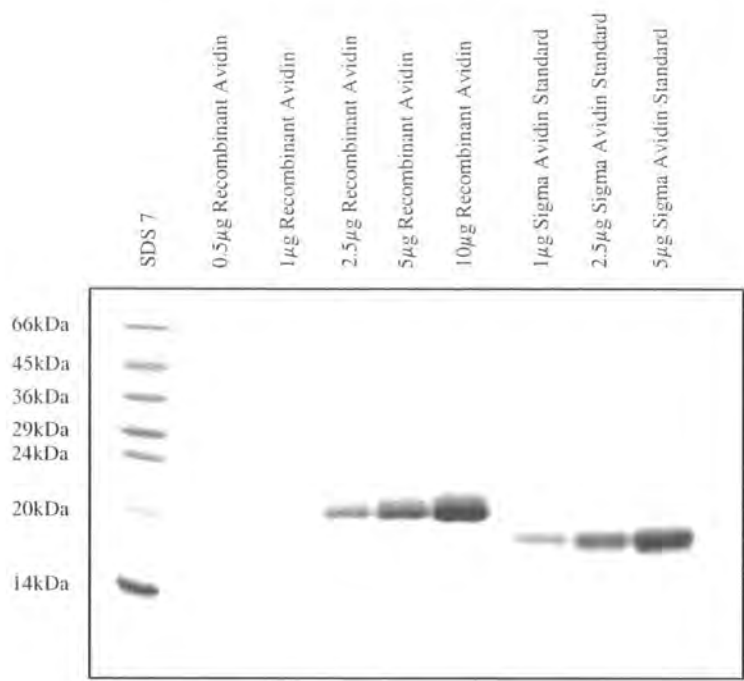 SDS 7
0.5µg Recombinant Avidin
1µg Recombinant Avidin
2.5µg Recombinant Avidin
5µg Recombinant Avidin
10µg Recombinant Avidin
1µg Sigma Avidin Standard
2.5µg Sigma Avidin Standard
5µg Sigma Avidin Standard
66kDa
45kDa
36kDa
29kDa
24kDa
20kDa
14kDa